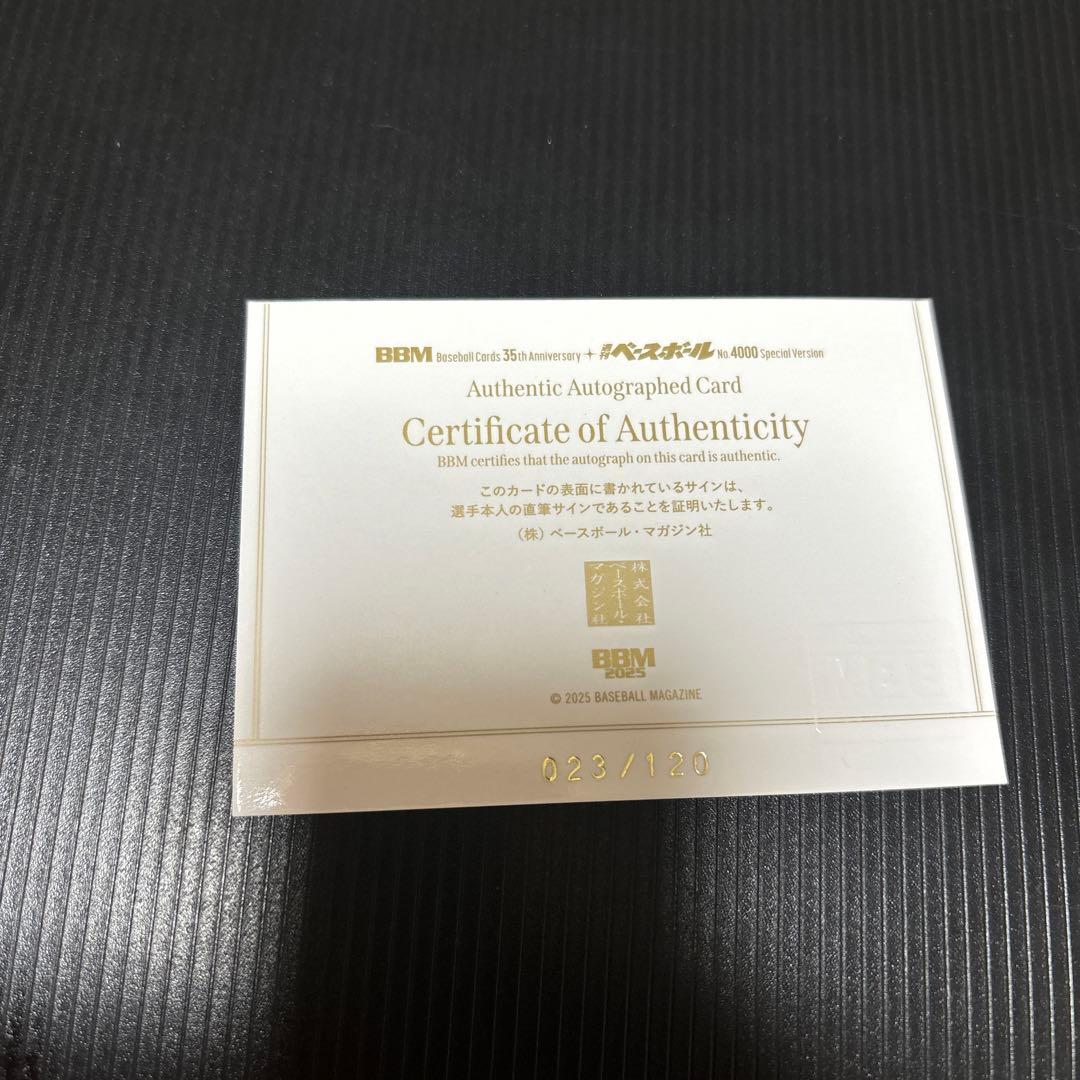 BBM Baseball Cards 35th Anniversary + 週刊ベースボール No.4000 Special Version
Authentic Autographed Card
Certificate of Authenticity
BBM certifies that the autograph on this card is authentic.
このカードの表面に書かれているサインは、
選手本人の直筆サインであることを証明いたします。
(株)ベースボール・マガジン社
株式会社
ベースボール・
マガジン社
BBM
2025
© 2025 BASEBALL MAGAZINE
023/120